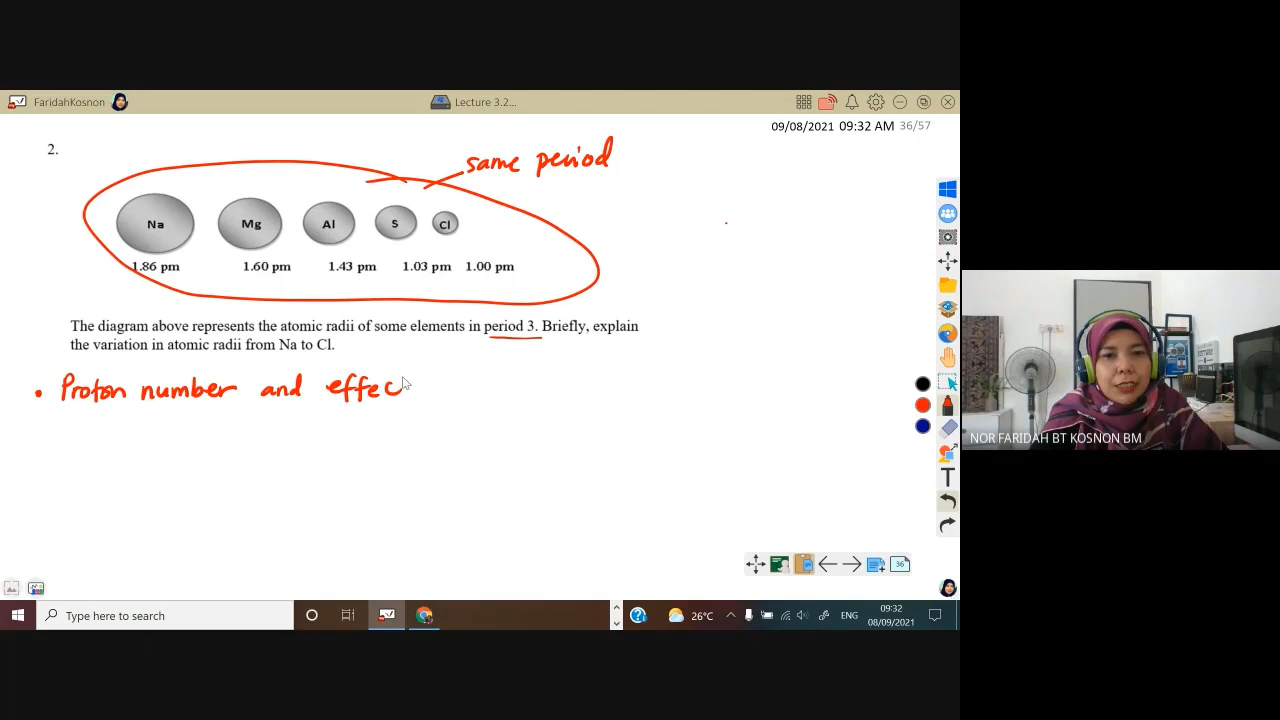 FaridahKosnon
Lecture 3.2...
09/08/2021 09:32 AM 36/57
2.
same period
Na Mg Al S Cl
1.86 pm 1.60 pm 1.43 pm 1.03 pm 1.00 pm
The diagram above represents the atomic radii of some elements in period 3. Briefly, explain
the variation in atomic radii from Na to Cl.
• Proton number and effec
NOR FARIDAH BT KOSNON BM
T
36
Type here to search
26°C
ENG
09:32
08/09/2021